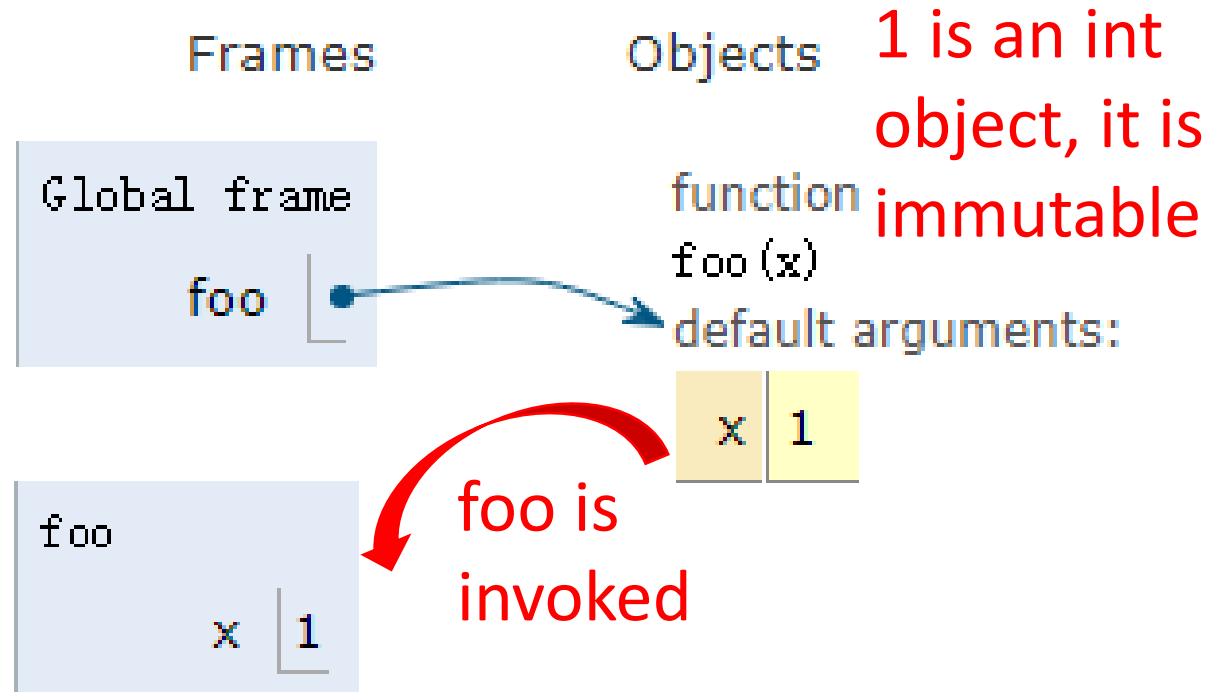 Frames
Objects
1 is an int
object, it is
immutable
Global frame
foo
function
foo(x)
default arguments:
x 1
foo is
invoked
foo
x 1